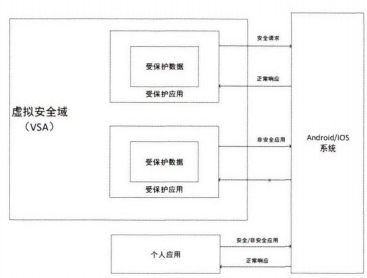 安全请求
受保护数据
正常响应
受保护应用
虚拟安全域
（VSA）
Android/IOS
系统
非安全应用
受保护数据
受保护应用
安全/非安全应用
个人应用
正常响应